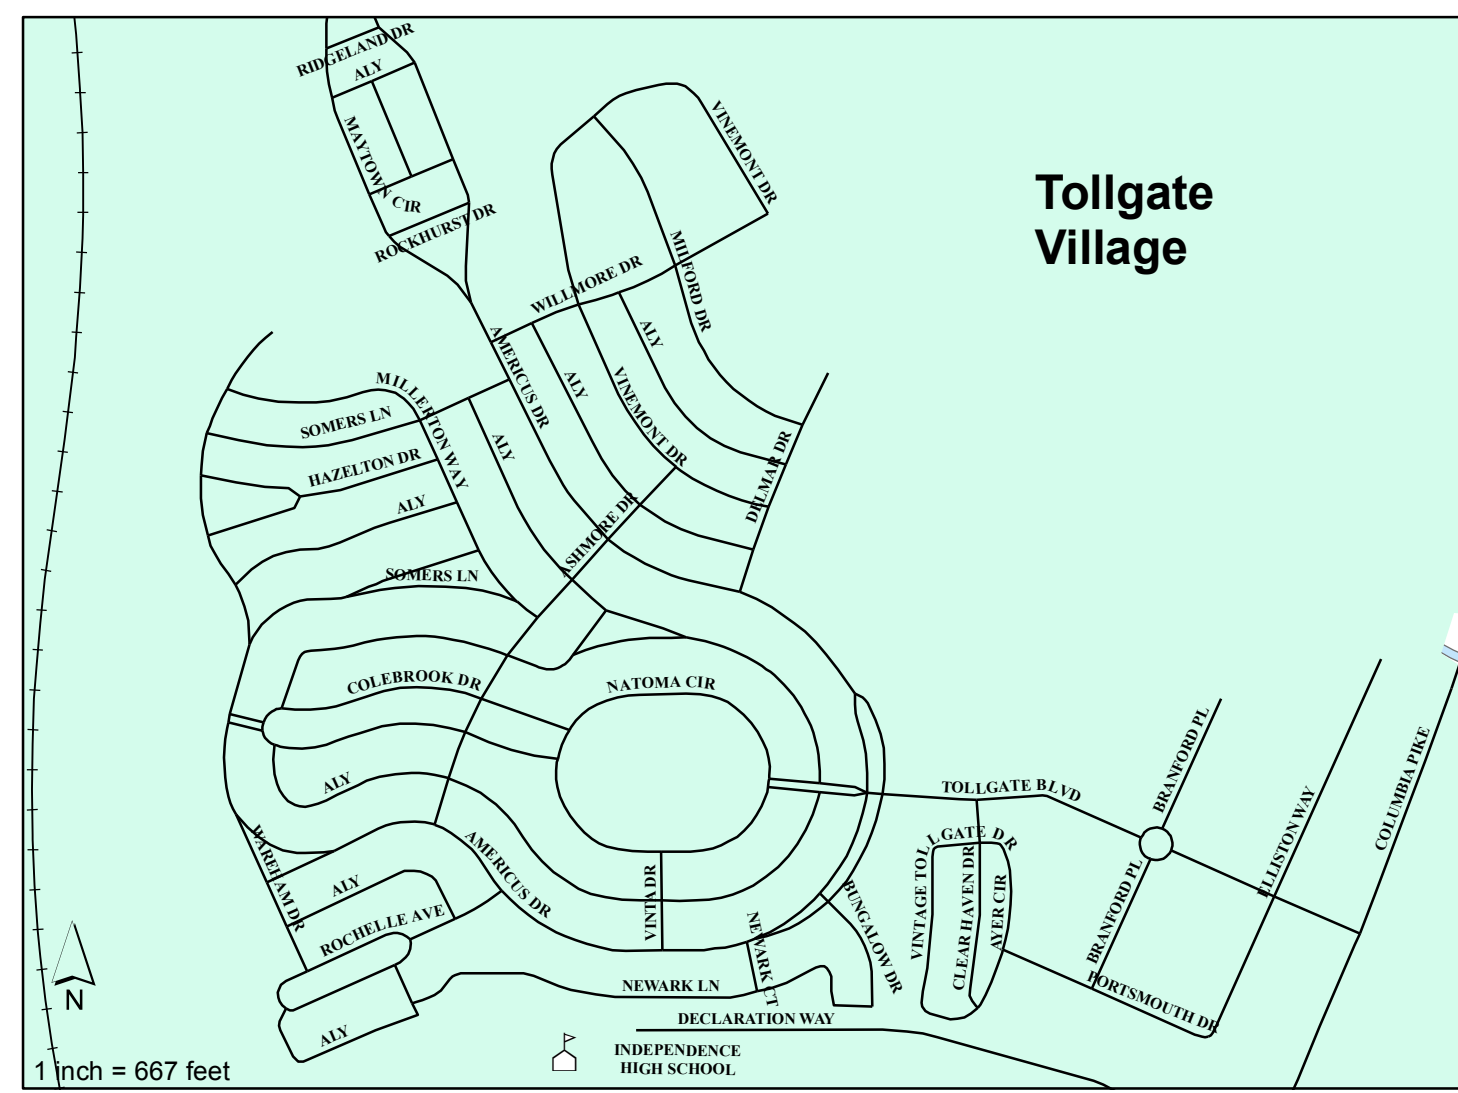 RIDGELAND DR
ALY
MAYTOWN CIR
ROCKHURST DR
VINEMONT DR
Tollgate
Village
MILFORD DR
WILLMORE DR
AMERICUS DR
ALY
ALY
VINEMONT DR
MILLERTON WAY
SOMERS LN
HAZELTON DR
ALY
ALY
DELMAR DR
ASHMORE DR
SOMERS LN
COLEBROOK DR
NATOMA CIR
ALY
TOLLGATE BLVD
BRANFORD PL
ELLISTON WAY
COLUMBIA PIKE
WAREHAM DR
AMERICUS DR
VINTAGE TOLLGATE DR
CLEAR HAVEN DR
AYER CIR
BRANFORD PL
ALY
ROCHELLE AVE
VINTA DR
NEWARK CT
BUNGALOW DR
PORTSMOUTH DR
NEWARK LN
DECLARATION WAY
ALY
INDEPENDENCE
HIGH SCHOOL
N
1 inch = 667 feet